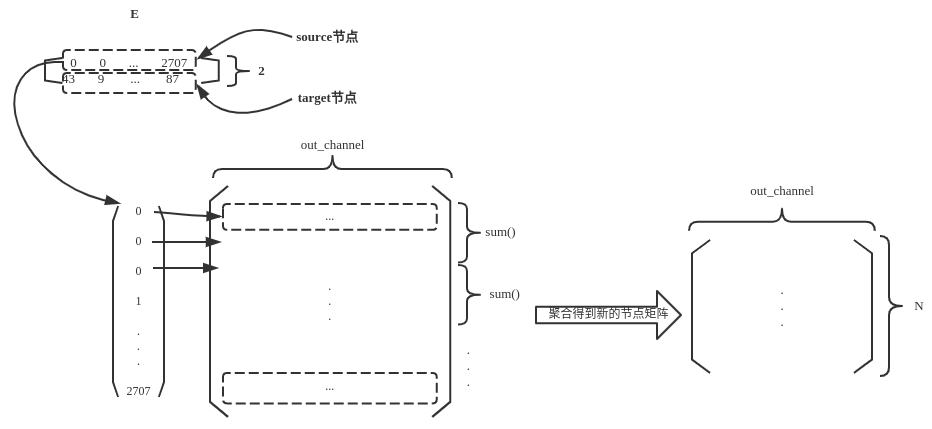 E
source节点
0 0 ... 2707
43 9 ... 87
2
target节点
out_channel
out_channel
0
...
sum()
0
0
sum()
1
.
.
.
聚合得到新的节点矩阵
.
.
.
N
.
.
.
.
.
.
2707
...